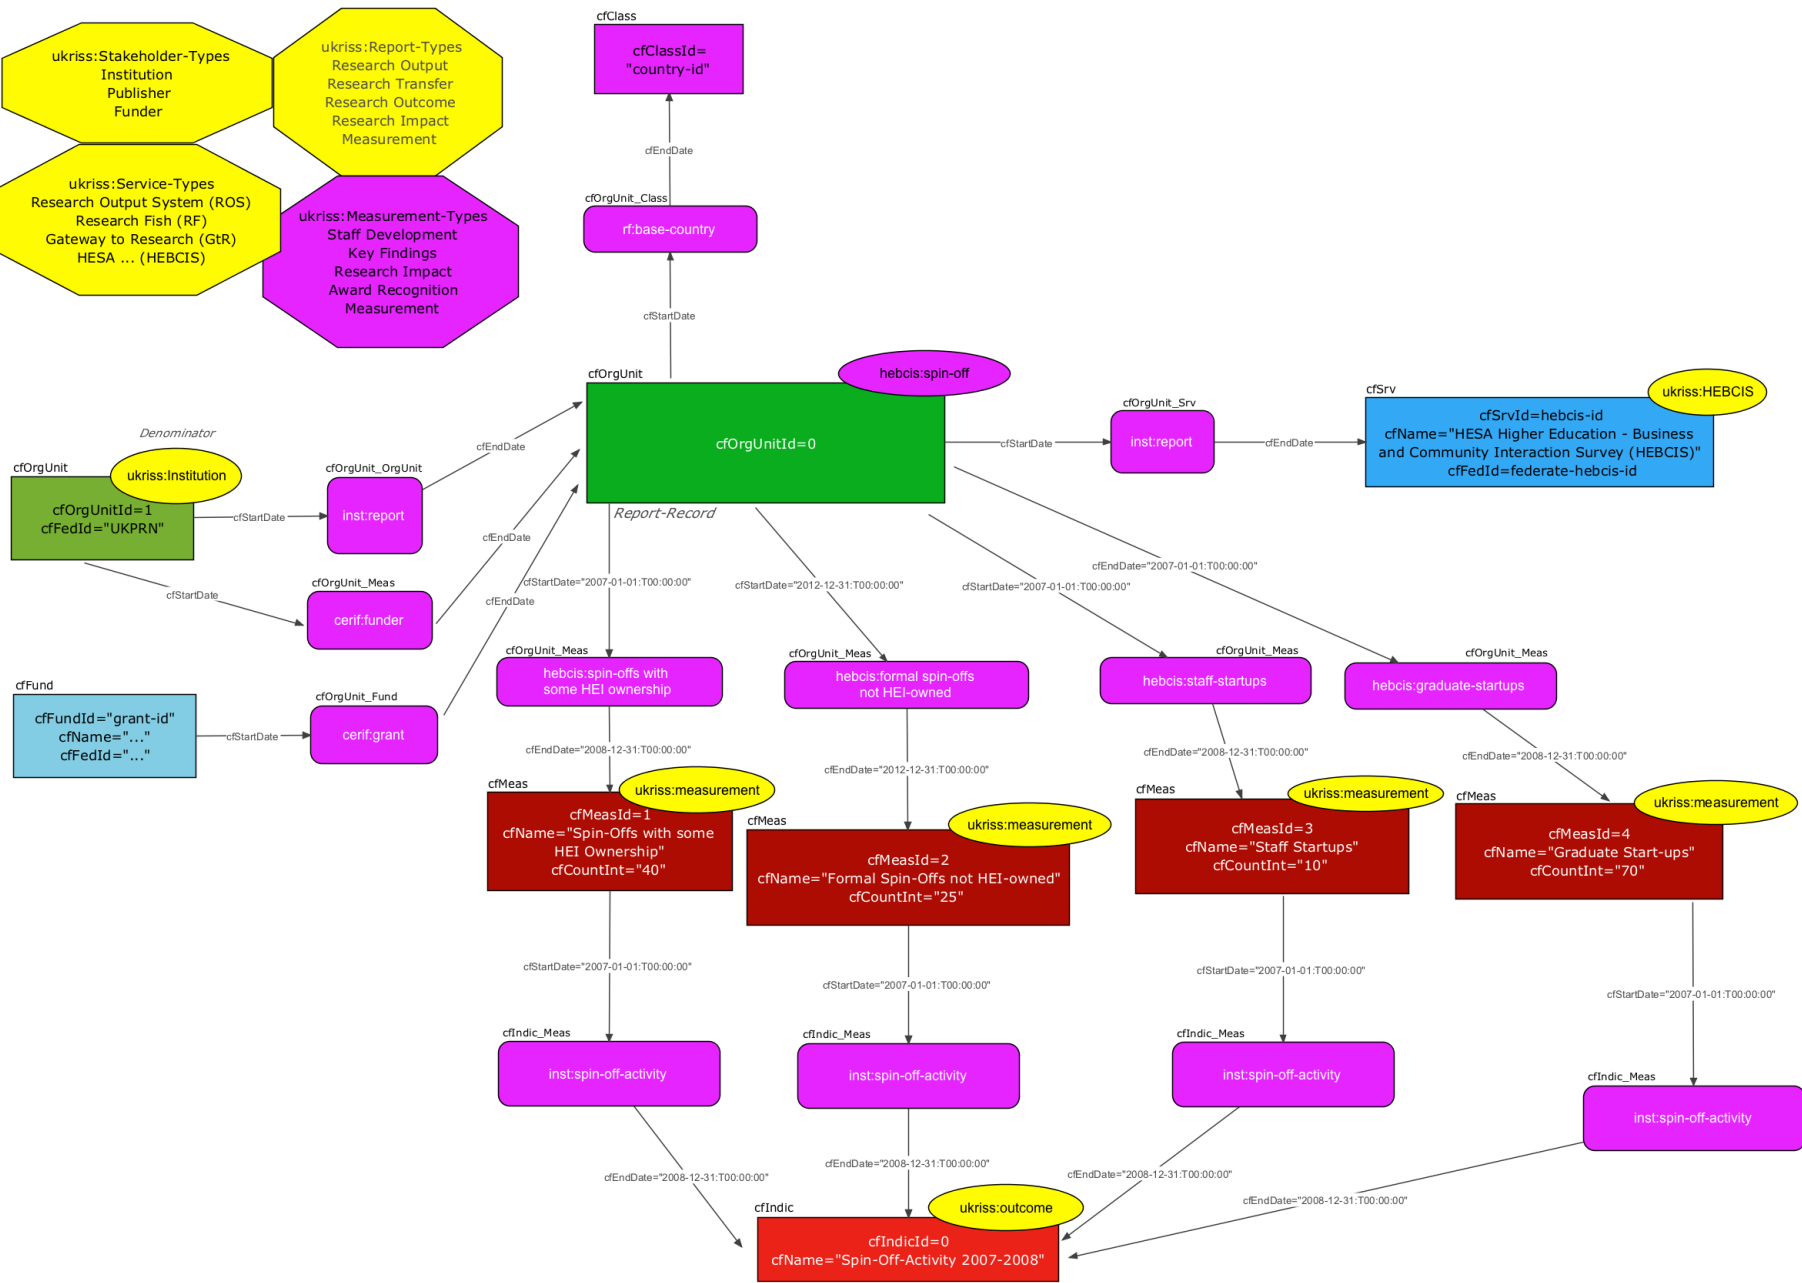 ukriss:Stakeholder-Types
Institution
Publisher
Funder
ukriss:Report-Types
Research Output
Research Transfer
Research Outcome
Research Impact
Measurement
ukriss:Service-Types
Research Output System (ROS)
Research Fish (RF)
Gateway to Research (GtR)
HESA ... (HEBCIS)
ukriss:Measurement-Types
Staff Development
Key Findings
Research Impact
Award Recognition
Measurement
cfClass
cfClassId=
"country-id"
cfEndDate
cfOrgUnit_Class
rf:base-country
cfStartDate
cfOrgUnit
hebcis:spin-off
cfOrgUnitId=0
Report-Record
cfStartDate
cfOrgUnit_Srv
inst:report
cfEndDate
cfSrv
ukriss:HEBCIS
cfSrvId=hebcis-id
cfName="HESA Higher Education - Business
and Community Interaction Survey (HEBCIS)"
cfFedId=federate-hebcis-id
Denominator
cfOrgUnit
ukriss:Institution
cfOrgUnitId=1
cfFedId="UKPRN"
cfStartDate
cfOrgUnit_OrgUnit
inst:report
cfEndDate
cfStartDate
cfOrgUnit_Meas
cerif:funder
cfEndDate
cfFund
cfFundId="grant-id"
cfName="..."
cfFedId="..."
cfStartDate
cfOrgUnit_Fund
cerif:grant
cfEndDate
cfStartDate="2007-01-01:T00:00:00"
cfStartDate="2012-12-31:T00:00:00"
cfStartDate="2007-01-01:T00:00:00"
cfEndDate="2007-01-01:T00:00:00"
cfOrgUnit_Meas
hebcis:spin-offs with
some HEI ownership
cfOrgUnit_Meas
hebcis:formal spin-offs
not HEI-owned
cfOrgUnit_Meas
hebcis:staff-startups
cfOrgUnit_Meas
hebcis:graduate-startups
cfEndDate="2008-12-31:T00:00:00"
cfEndDate="2012-12-31:T00:00:00"
cfEndDate="2008-12-31:T00:00:00"
cfEndDate="2008-12-31:T00:00:00"
cfMeas
ukriss:measurement
cfMeasId=1
cfName="Spin-Offs with some
HEI Ownership"
cfCountInt="40"
cfMeas
ukriss:measurement
cfMeasId=2
cfName="Formal Spin-Offs not HEI-owned"
cfCountInt="25"
cfMeas
ukriss:measurement
cfMeasId=3
cfName="Staff Startups"
cfCountInt="10"
cfMeas
ukriss:measurement
cfMeasId=4
cfName="Graduate Start-ups"
cfCountInt="70"
cfStartDate="2007-01-01:T00:00:00"
cfStartDate="2007-01-01:T00:00:00"
cfStartDate="2007-01-01:T00:00:00"
cfStartDate="2007-01-01:T00:00:00"
cfIndic_Meas
inst:spin-off-activity
cfIndic_Meas
inst:spin-off-activity
cfIndic_Meas
inst:spin-off-activity
cfIndic_Meas
inst:spin-off-activity
cfEndDate="2008-12-31:T00:00:00"
cfEndDate="2008-12-31:T00:00:00"
cfEndDate="2008-12-31:T00:00:00"
cfEndDate="2008-12-31:T00:00:00"
cfIndic
ukriss:outcome
cfIndicId=0
cfName="Spin-Off-Activity 2007-2008"